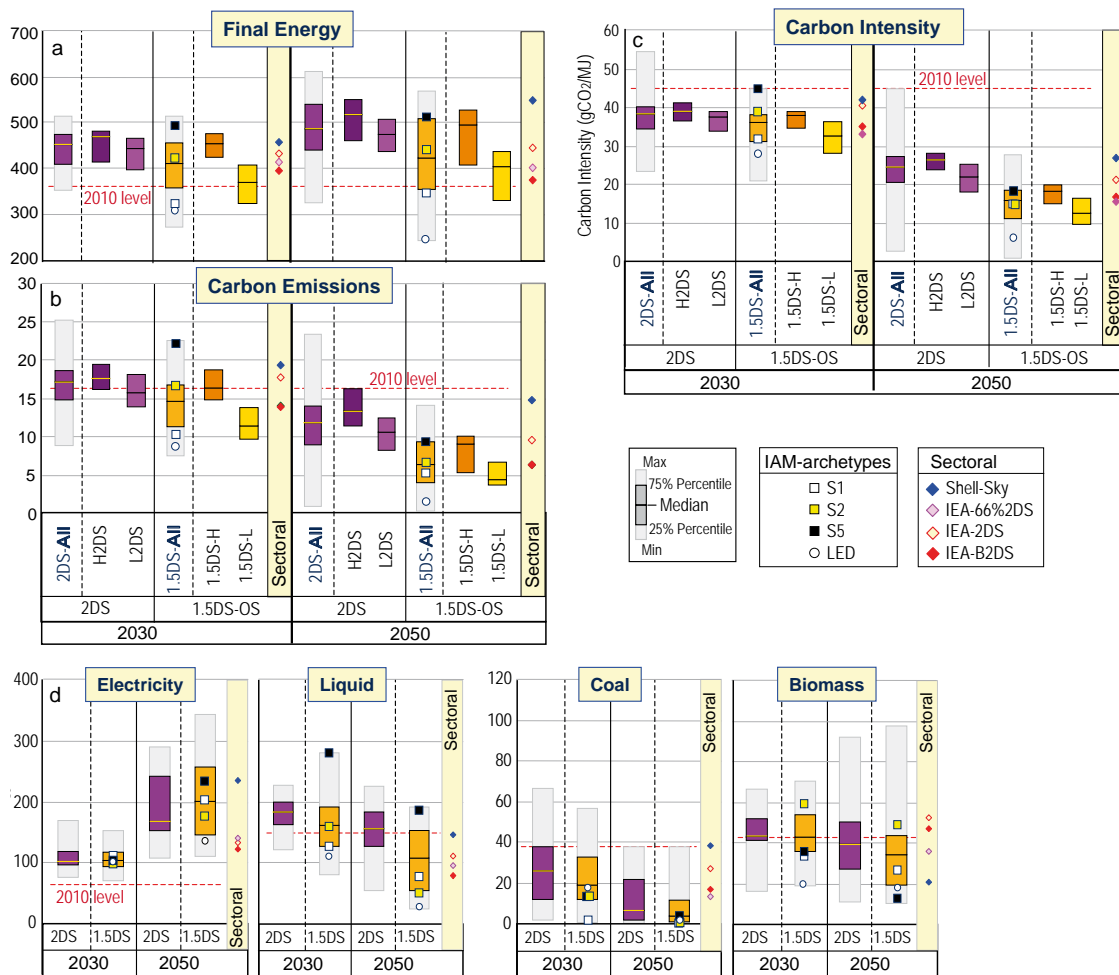 Final Energy
a
700
600
500
400
300
200
2010 level
Sectoral
Carbon Intensity
c
Carbon Intensity (gCO2/MJ)
60
50
40
30
20
10
0
2010 level
2DS-All
H2DS
L2DS
1.5DS-All
1.5DS-H
1.5DS-L
Sectoral
2DS-All
H2DS
L2DS
1.5DS-All
1.5DS-H
1.5DS-L
Sectoral
2DS
1.5DS-OS
2DS
1.5DS-OS
2030
2050
Carbon Emissions
b
30
25
20
15
10
5
0
2010 level
2DS-All
H2DS
L2DS
1.5DS-All
1.5DS-H
1.5DS-L
Sectoral
2DS-All
H2DS
L2DS
1.5DS-All
1.5DS-H
1.5DS-L
Sectoral
2DS
1.5DS-OS
2DS
1.5DS-OS
2030
2050
Max
75% Percentile
Median
25% Percentile
Min
IAM-archetypes
S1
S2
S5
LED
Sectoral
Shell-Sky
IEA-66%2DS
IEA-2DS
IEA-B2DS
d
Electricity
400
300
200
100
0
2010 level
Sectoral
2DS
1.5DS
2DS
1.5DS
2030
2050
Liquid
Sectoral
2DS
1.5DS
2DS
1.5DS
2030
2050
Coal
120
100
80
60
40
20
0
Sectoral
2DS
1.5DS
2DS
1.5DS
2030
2050
Biomass
Sectoral
2DS
1.5DS
2DS
1.5DS
2030
2050